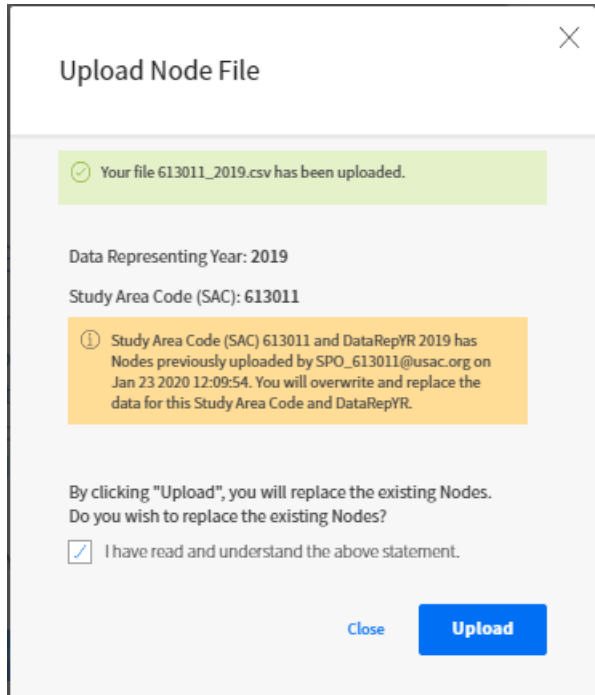 Upload Node File
Your file 613011_2019.csv has been uploaded.
Data Representing Year: 2019
Study Area Code (SAC): 613011
Study Area Code (SAC) 613011 and DataRepYR 2019 has
Nodes previously uploaded by SPO_613011@usac.org on
Jan 23 2020 12:09:54. You will overwrite and replace the
data for this Study Area Code and DataRepYR.
By clicking "Upload", you will replace the existing Nodes.
Do you wish to replace the existing Nodes?
I have read and understand the above statement.
Close Upload